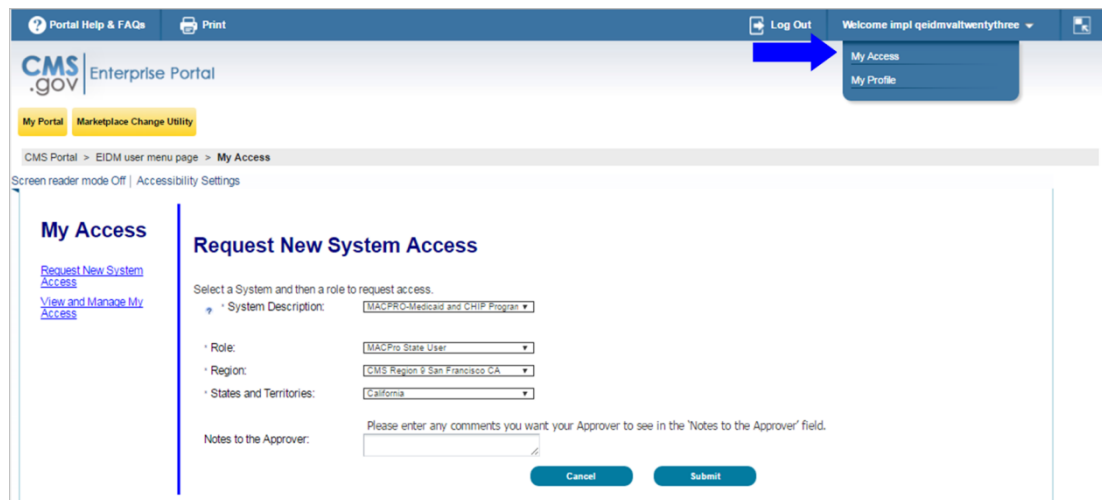 Portal Help & FAQs Print Log Out Welcome impl qeidmvaltwentythree
My Access
My Profile
CMS
.gov
Enterprise Portal
My Portal Marketplace Change Utility
CMS Portal > EIDM user menu page > My Access
Screen reader mode Off | Accessibility Settings
My Access
Request New System
Access
View and Manage My
Access
Request New System Access
Select a System and then a role to request access.
* System Description: MACPRO-Medicaid and CHIP Progran
* Role: MACPro State User
* Region: CMS Region 9 San Francisco CA
* States and Territories: California
Please enter any comments you want your Approver to see in the 'Notes to the Approver' field.
Notes to the Approver:
Cancel Submit